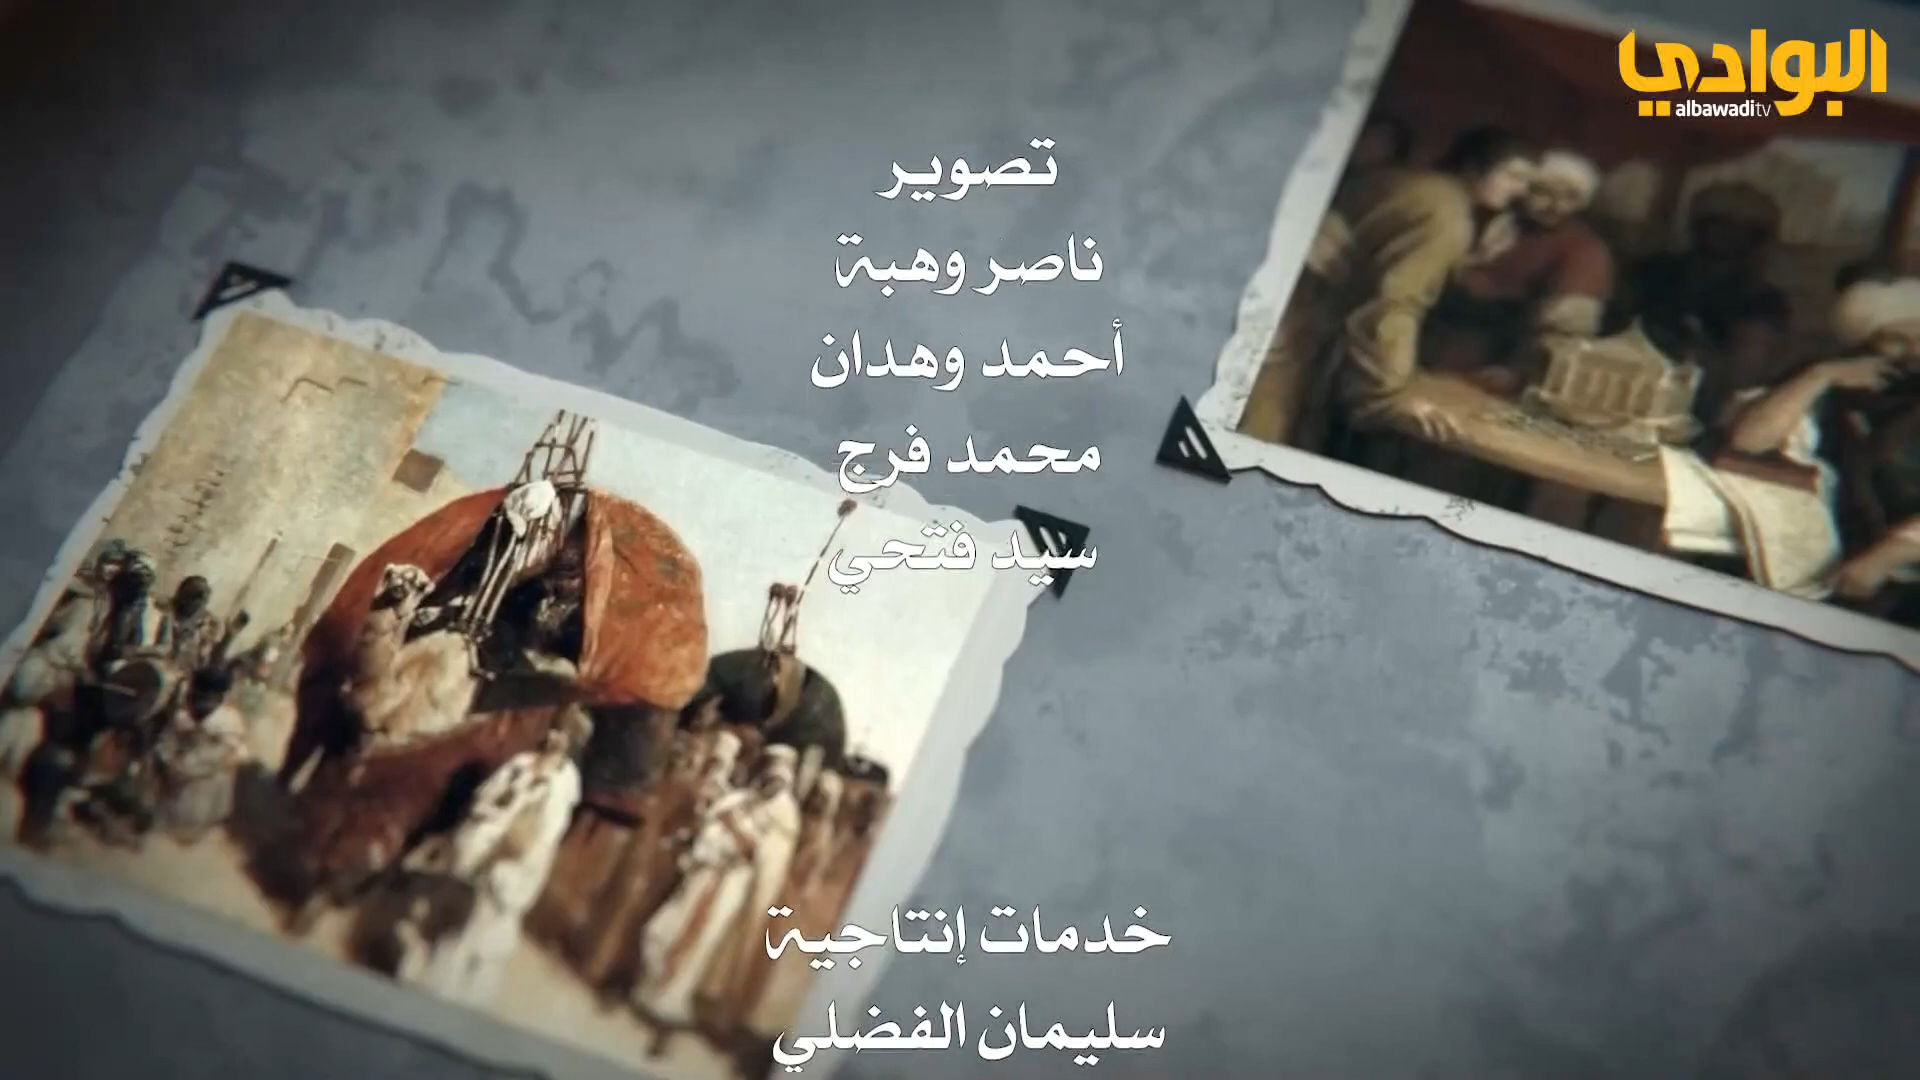 البوادي
albawaditv
تصوير
ناصر وهبة
أحمد وهدان
محمد فرج
سيد فتحي
خدمات إنتاجية
سليمان الفضلي